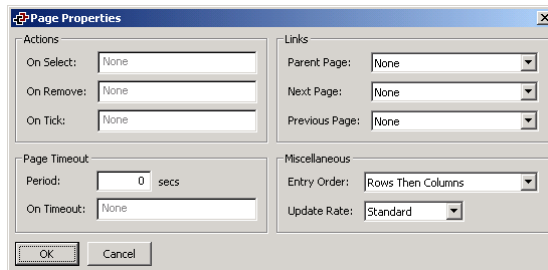 Page Properties
Actions
On Select: None
On Remove: None
On Tick: None
Links
Parent Page: None
Next Page: None
Previous Page: None
Page Timeout
Period: 0 secs
On Timeout: None
Miscellaneous
Entry Order: Rows Then Columns
Update Rate: Standard
OK Cancel